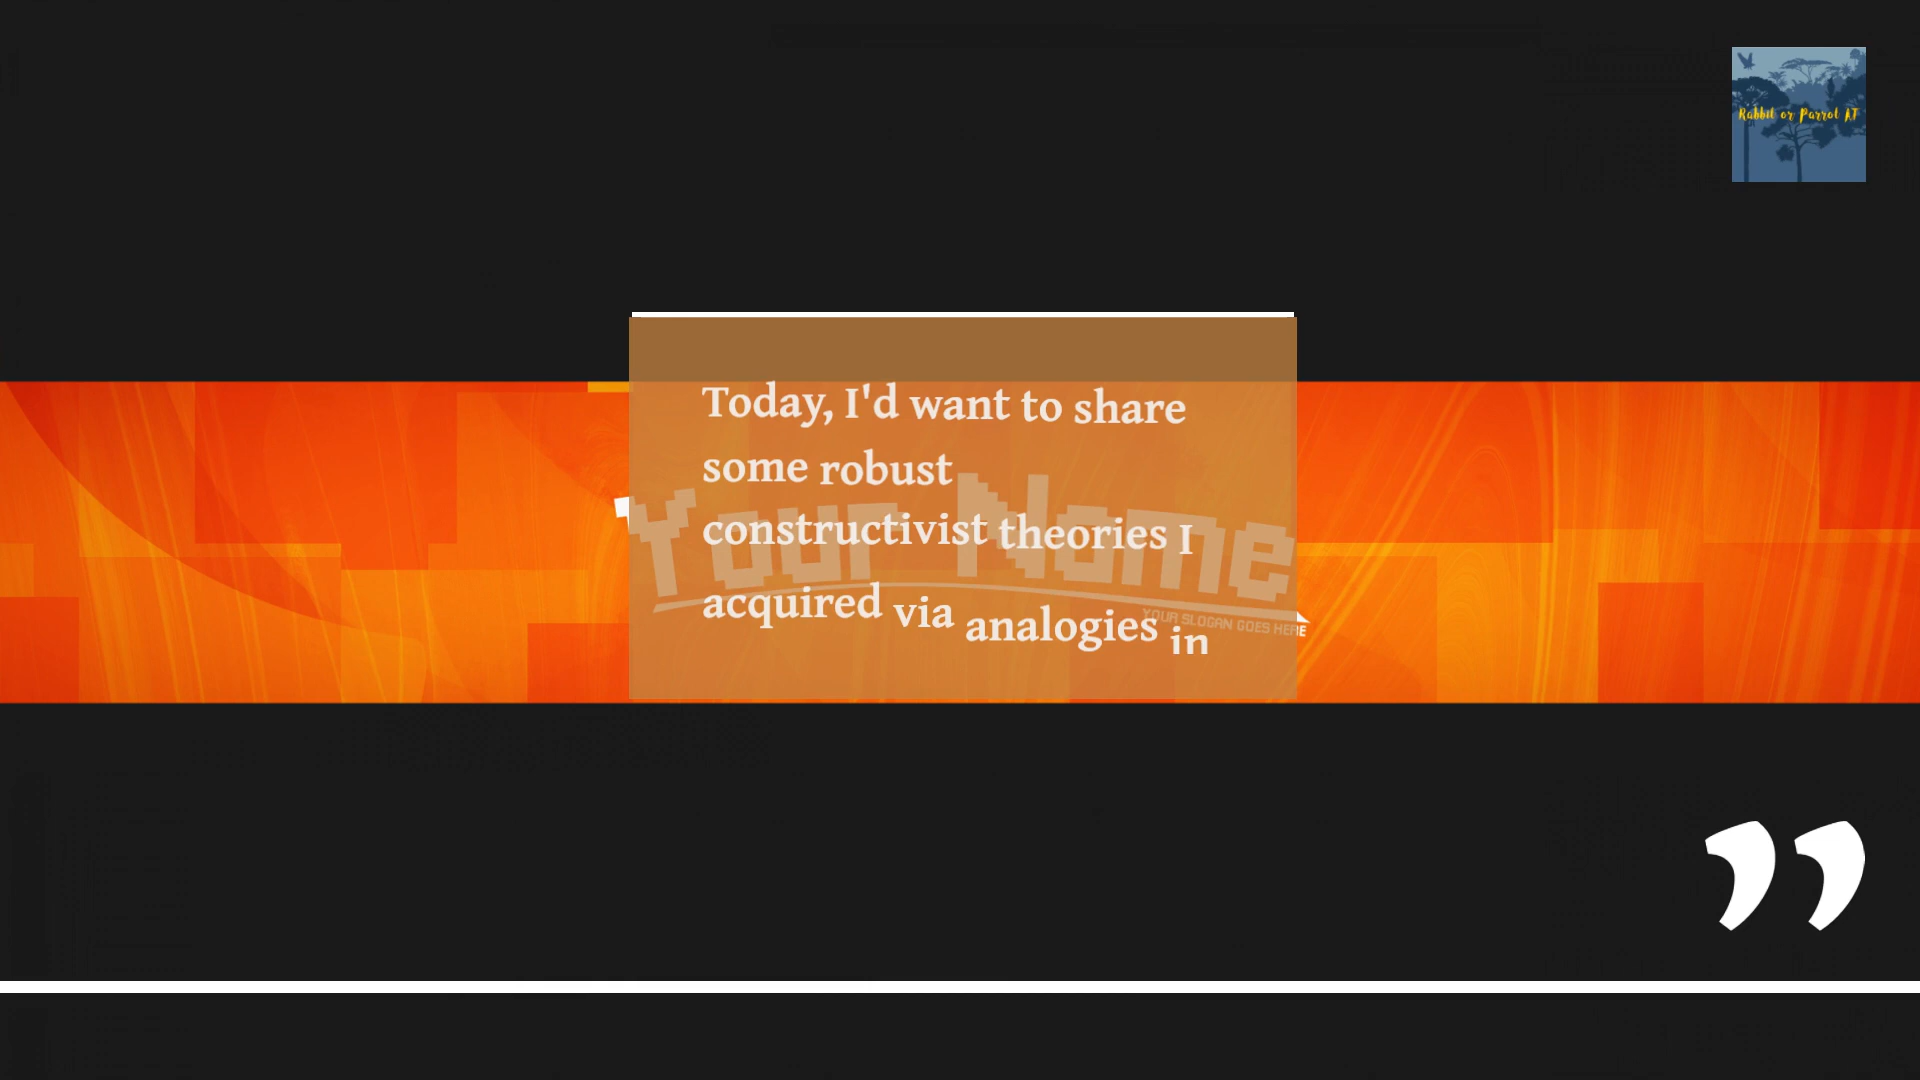 Rabbit or Parrot AT
Today, I'd want to share
some robust
constructivist theories I
acquired via analogies in
Your Name
YOUR SLOGAN GOES HERE
”